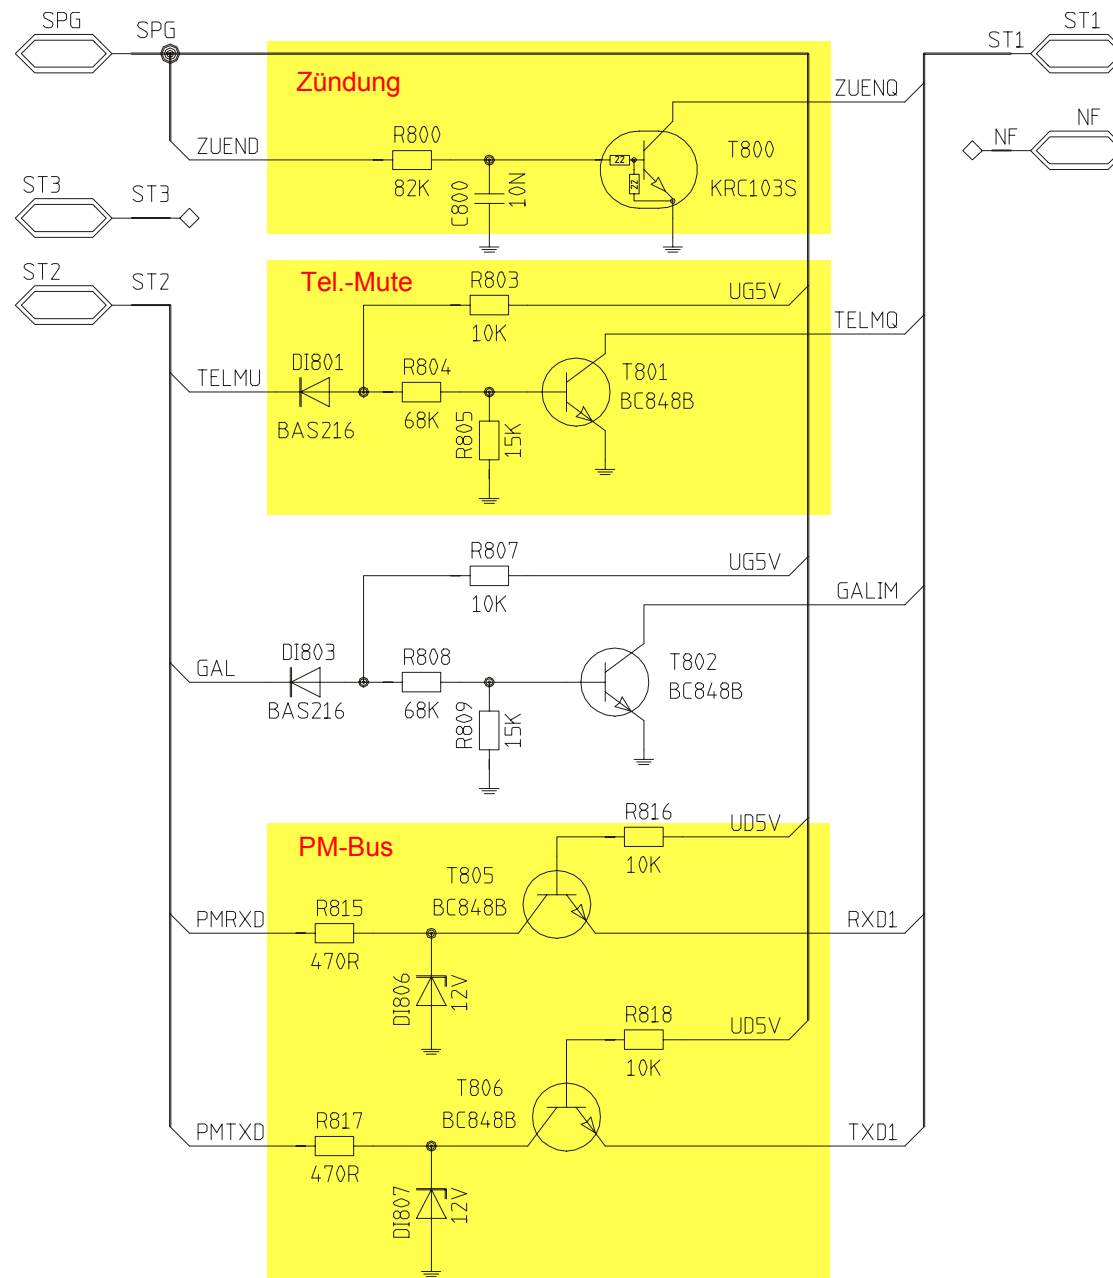 SPG
SPG
ST1
ST1
Zündung
ZUENQ
NF
NF
R800
T800
ZUEND
22
22
82K
C800
10N
KRC103S
ST3
ST3
ST2
ST2
Tel.-Mute
R803
UG5V
10K
TELMQ
DI801
R804
T801
TELMU
BC848B
BAS216
68K
R805
15K
R807
UG5V
10K
GALIM
DI803
R808
T802
GAL
BC848B
BAS216
68K
R809
15K
R816
PM-Bus
UD5V
10K
T805
BC848B
R815
PMRXD
RXD1
470R
DI806
12V
R818
UD5V
10K
T806
BC848B
R817
PMTXD
TXD1
470R
DI807
12V